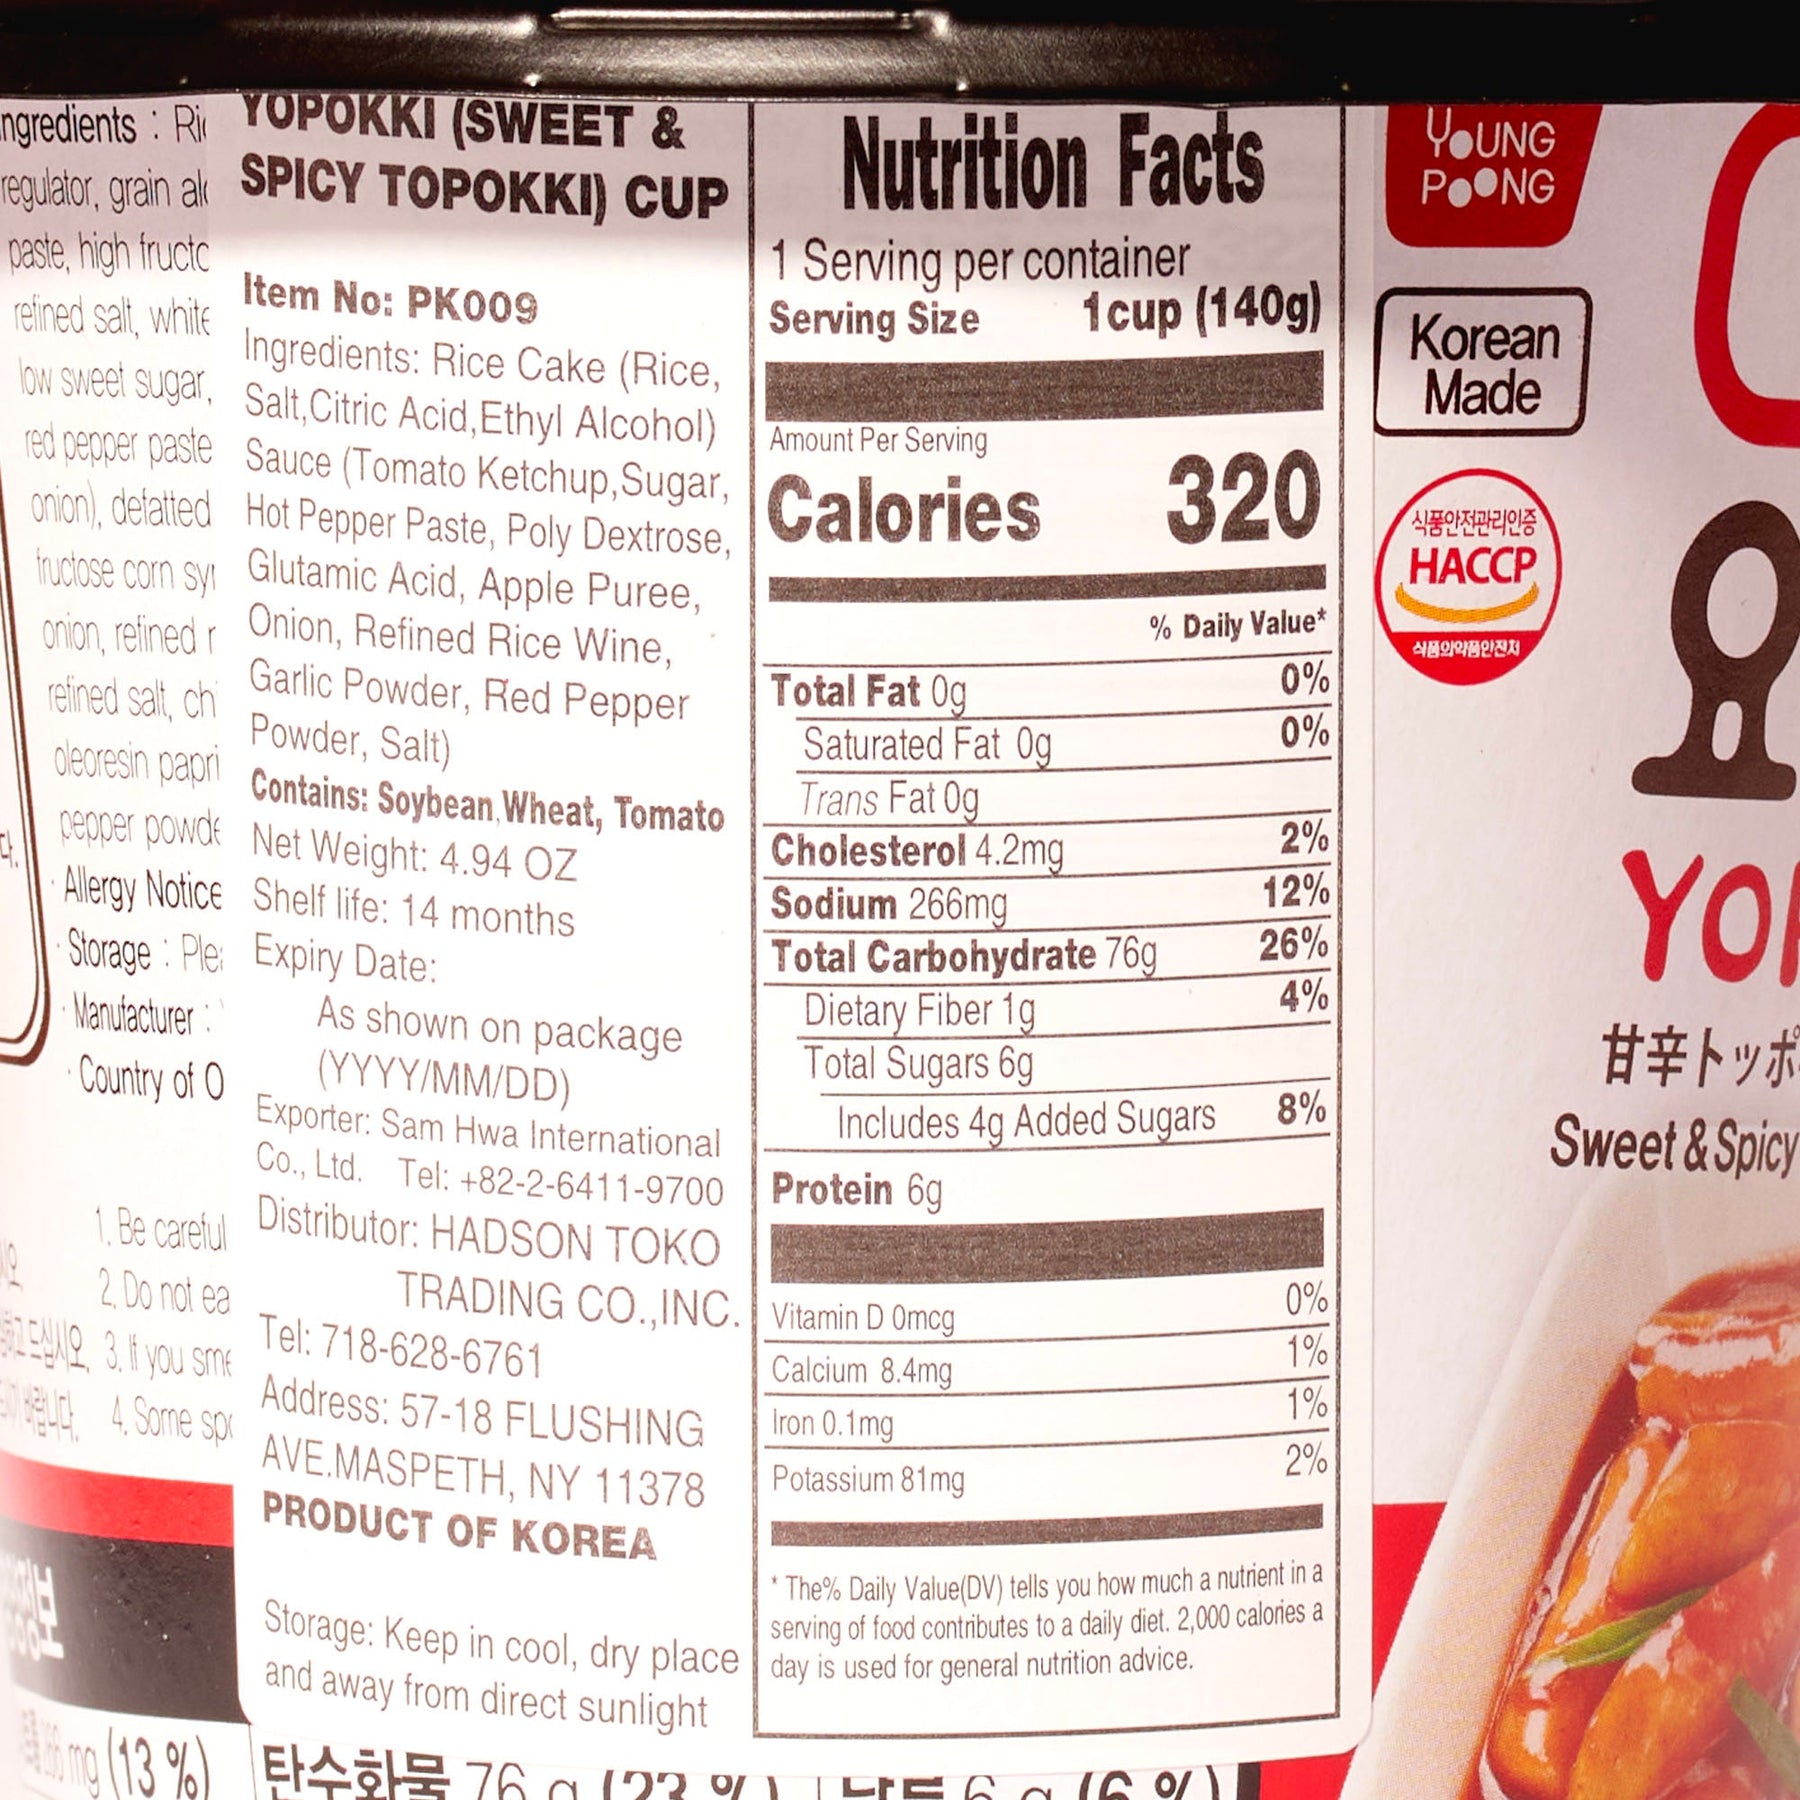 Ingredients :
regulator, grain
paste, high
refined salt, white
low sweet sugar,
red pepper paste
onion), defatted
fructose corn
onion, refined
refined salt,
oleoresin
pepper
Allergy Notice
· Storage :
· Manufacturer :
· Country of
1. Be careful
2. Do not
3. If you
4. Some
YOPOKKI (SWEET &
SPICY TOPOKKI) CUP
Item No: PK009
Ingredients: Rice Cake (Rice,
Salt,Citric Acid,Ethyl Alcohol)
Sauce (Tomato Ketchup,Sugar,
Hot Pepper Paste, Poly Dextrose,
Glutamic Acid, Apple Puree,
Onion, Refined Rice Wine,
Garlic Powder, Red Pepper
Powder, Salt)
Contains: Soybean,Wheat, Tomato
Net Weight: 4.94 OZ
Shelf life: 14 months
Expiry Date:
As shown on package
(YYYY/MM/DD)
Exporter: Sam Hwa International
Co., Ltd. Tel: +82-2-6411-9700
Distributor: HADSON TOKO
TRADING CO.,INC.
Tel: 718-628-6761
Address: 57-18 FLUSHING
AVE.MASPETH, NY 11378
PRODUCT OF KOREA
Storage: Keep in cool, dry place
and away from direct sunlight
Nutrition Facts
1 Serving per container
Serving Size 1cup (140g)
Amount Per Serving
Calories 320
% Daily Value*
Total Fat 0g 0%
Saturated Fat 0g 0%
Trans Fat 0g
Cholesterol 4.2mg 2%
Sodium 266mg 12%
Total Carbohydrate 76g 26%
Dietary Fiber 1g 4%
Total Sugars 6g
Includes 4g Added Sugars 8%
Protein 6g
Vitamin D 0mcg 0%
Calcium 8.4mg 1%
Iron 0.1mg 1%
Potassium 81mg 2%
* The% Daily Value(DV) tells you how much a nutrient in a
serving of food contributes to a daily diet. 2,000 calories a
day is used for general nutrition advice.
YOUNG
POONG
Korean
Made
식품안전관리인증
HACCP
식품의약품안전처
요
甘辛トッポ
Sweet & Spicy
mg (13 %)
탄수화물 76 g